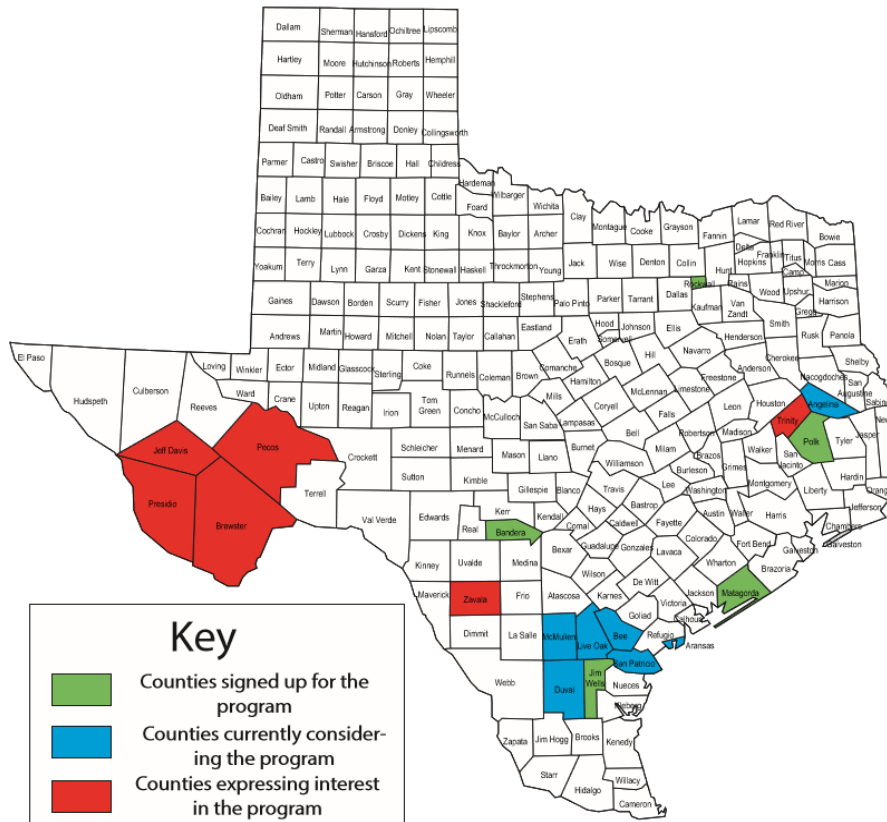 Dallam Sherman Hansford Ochiltree Lipscomb
Hartley Moore Hutchinson Roberts Hemphill
Oldham Potter Carson Gray Wheeler
Deaf Smith Randall Armstrong Donley Collingsworth
Parmer Castro Swisher Briscoe Hall Childress
Hardeman
Bailey Lamb Hale Floyd Motley Cottle Foard Wilbarger Wichita Clay
Montague Cooke Grayson Fannin Lamar Red River Bowie
Cochran Hockley Lubbock Crosby Dickens King Knox Baylor Archer
Delta Franklin Titus Morris Cass
Hopkins Camp
Yoakum Terry Lynn Garza Kent Stonewall Haskell Throckmorton Young Jack Wise Denton Collin Hunt
Rockwall Rains Wood Upshur Marion
Gaines Dawson Borden Scurry Fisher Jones Shackleford Stephens Palo Pinto Parker Tarrant Dallas Kaufman Van Zandt Gregg Harrison
Smith
Andrews Martin Howard Mitchell Nolan Taylor Callahan Eastland Hood Johnson Ellis Henderson Rusk Panola
Somervell Erath
El Paso Hudspeth Culberson Reeves Loving Winkler Ector Midland Glasscock Sterling Coke Runnels Coleman Brown Comanche Bosque Hill Navarro Cherokee Shelby
Hamilton Freestone Anderson Nacogdoches
Ward Crane Upton Reagan Irion Tom Green Concho McCulloch Mills Coryell McLennan Limestone San Augustine
Leon Houston Angelina Sabine
San Saba Lampasas Falls Trinity
Jeff Davis Pecos Crockett Schleicher Menard Bell Robertson Madison Polk Tyler Jasper
Mason Llano Burnet Milam Brazos Walker San Jacinto
Sutton Kimble Williamson Burleson Grimes Hardin
Presidio Brewster Terrell Gillespie Blanco Travis Lee Washington Montgomery Liberty Orange
Val Verde Edwards Kerr Kendall Hays Bastrop Austin Waller Harris Jefferson
Real Bandera Comal Caldwell Fayette Chambers
Colorado Fort Bend Galveston Galveston
Kinney Uvalde Medina Bexar Guadalupe Gonzales Lavaca Wharton Brazoria
Wilson
Maverick Zavala Frio Atascosa Karnes De Witt Jackson Matagorda
Victoria
Goliad Calhoun
Dimmit La Salle McMullen Live Oak Bee Refugio Aransas
San Patricio
Webb Duval Jim Wells Nueces
Kleberg
Zapata Jim Hogg Brooks Kenedy
Starr Willacy
Hidalgo
Cameron
Key
Counties signed up for the
program
Counties currently consider-
ing the program
Counties expressing interest
in the program